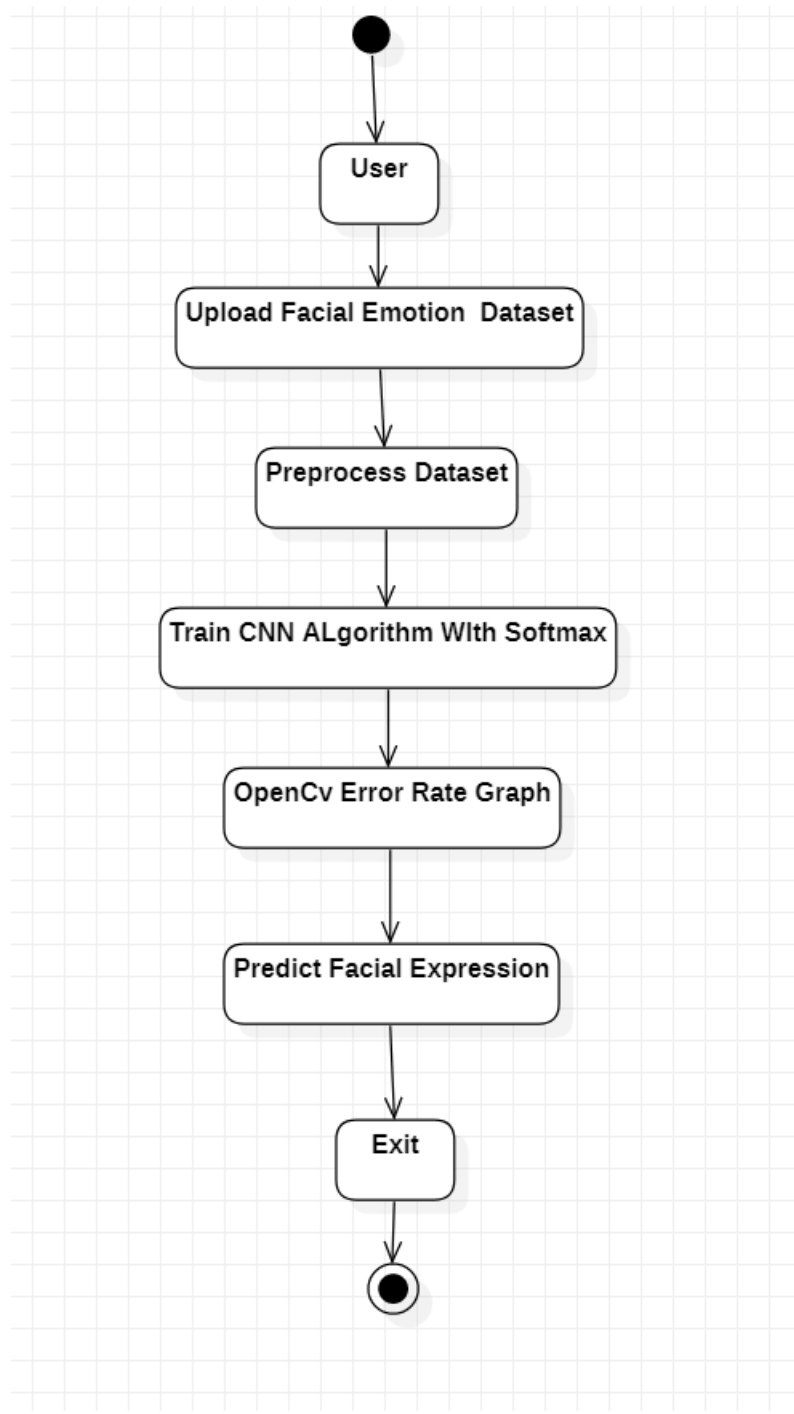 User
Upload Facial Emotion  Dataset
Preprocess Dataset
Train CNN ALgorithm WIth Softmax
OpenCv Error Rate Graph
Predict Facial Expression
Exit